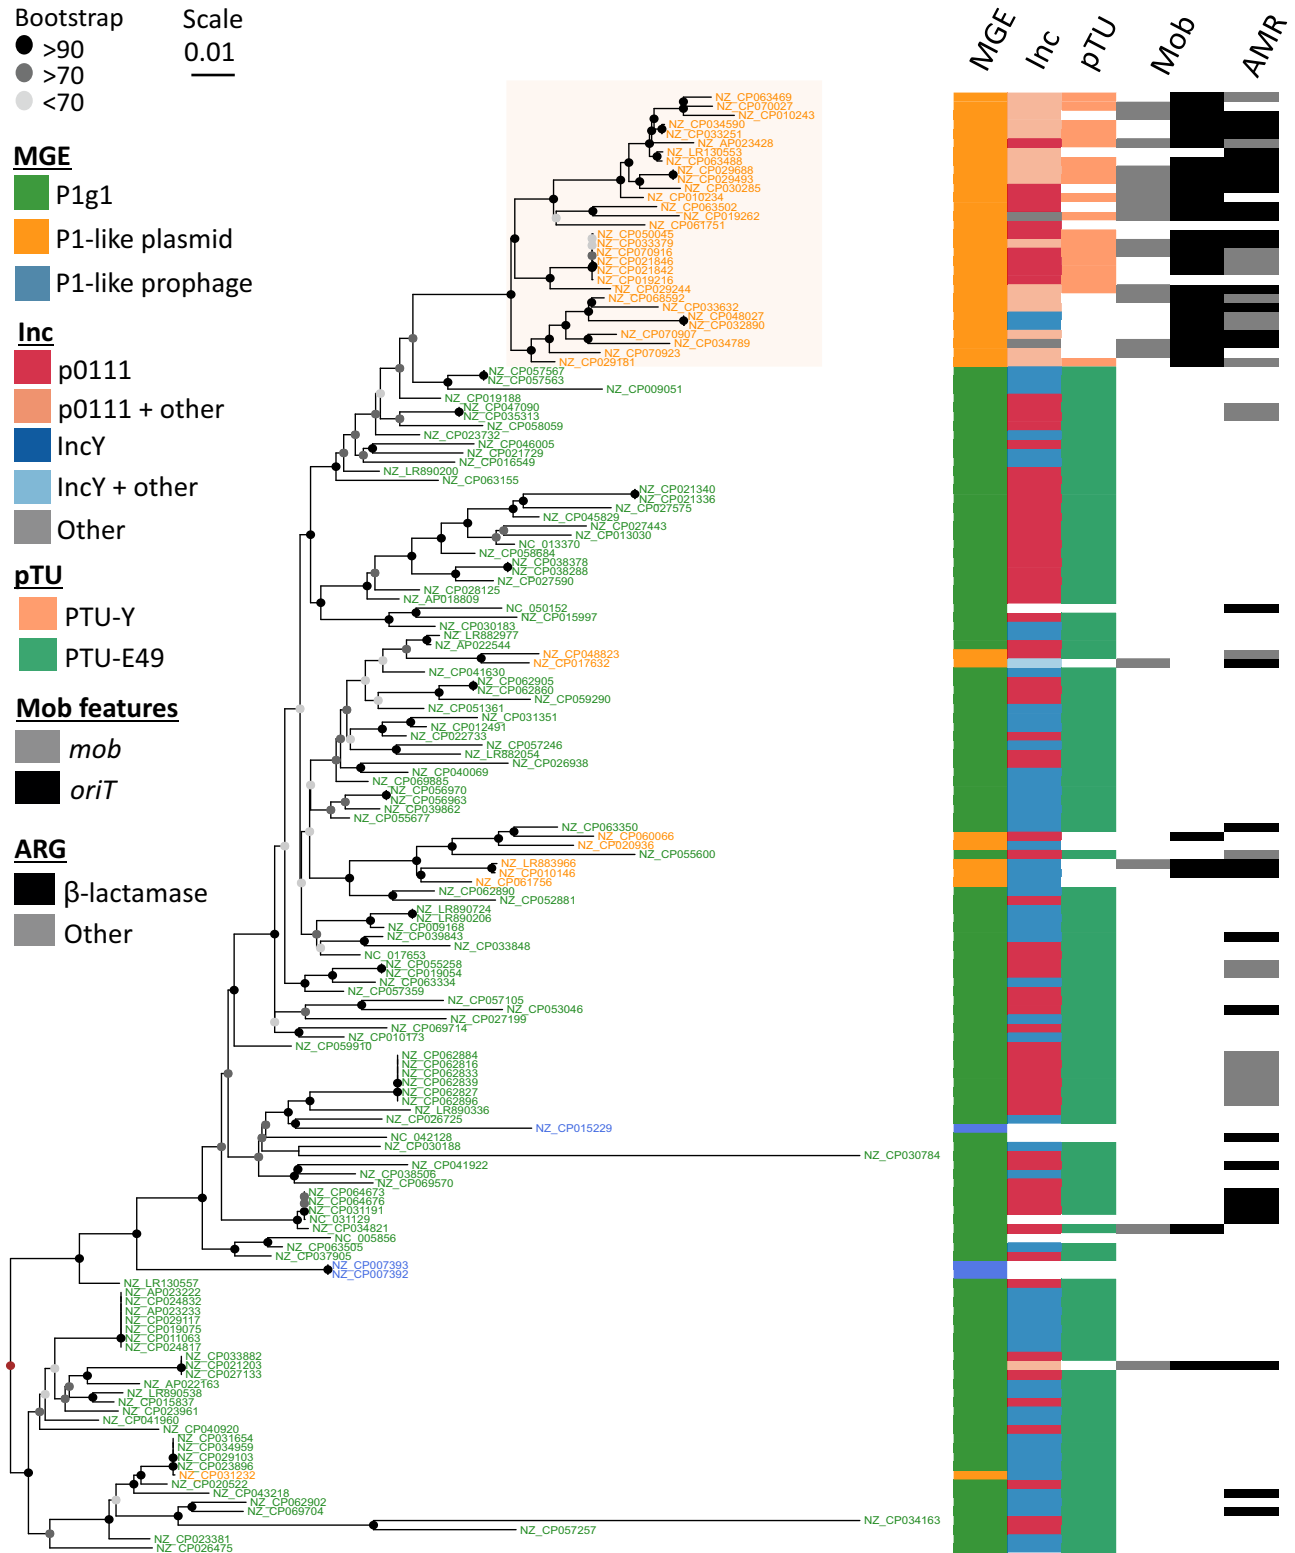 Bootstrap
>90
>70
<70
Scale
0.01
MGE
P1g1
P1-like plasmid
P1-like prophage
Inc
p0111
p0111 + other
IncY
IncY + other
Other
pTU
PTU-Y
PTU-E49
Mob features
mob
oriT
ARG
β-lactamase
Other
MGE
Inc
pTU
Mob
AMR
NZ_CP063469
NZ_CP070027
NZ_CP010243
NZ_CP034590
NZ_CP033251
NZ_AP023428
NZ_LR130553
NZ_CP063488
NZ_CP029688
NZ_CP029493
NZ_CP030285
NZ_CP010234
NZ_CP063502
NZ_CP019262
NZ_CP061751
NZ_CP050045
NZ_CP033379
NZ_CP070916
NZ_CP021846
NZ_CP021842
NZ_CP019216
NZ_CP029244
NZ_CP068592
NZ_CP033632
NZ_CP048027
NZ_CP032890
NZ_CP070907
NZ_CP034789
NZ_CP070923
NZ_CP029181
NZ_CP057567
NZ_CP057563
NZ_CP009051
NZ_CP019188
NZ_CP047090
NZ_CP035313
NZ_CP058059
NZ_CP023732
NZ_CP046005
NZ_CP021729
NZ_CP016549
NZ_LR890200
NZ_CP063155
NZ_CP021340
NZ_CP021336
NZ_CP027575
NZ_CP045829
NZ_CP027443
NZ_CP013030
NC_013370
NZ_CP058684
NZ_CP038378
NZ_CP038288
NZ_CP027590
NZ_CP028125
NZ_AP018809
NC_050152
NZ_CP015997
NZ_CP030183
NZ_LR882977
NZ_AP022544
NZ_CP048823
NZ_CP017632
NZ_CP041630
NZ_CP062905
NZ_CP062860
NZ_CP059290
NZ_CP051361
NZ_CP031351
NZ_CP012491
NZ_CP022733
NZ_CP057246
NZ_LR882054
NZ_CP026938
NZ_CP040069
NZ_CP069885
NZ_CP056970
NZ_CP056963
NZ_CP039862
NZ_CP055677
NZ_CP063350
NZ_CP060066
NZ_CP020936
NZ_CP055600
NZ_LR883966
NZ_CP010146
NZ_CP061756
NZ_CP062890
NZ_CP052881
NZ_LR890724
NZ_LR890206
NZ_CP009168
NZ_CP039843
NZ_CP033848
NC_017653
NZ_CP055258
NZ_CP019054
NZ_CP063334
NZ_CP057359
NZ_CP057105
NZ_CP053046
NZ_CP027199
NZ_CP069714
NZ_CP010173
NZ_CP059910
NZ_CP062884
NZ_CP062816
NZ_CP062833
NZ_CP062839
NZ_CP062827
NZ_CP062896
NZ_LR890336
NZ_CP026725
NZ_CP015229
NC_042128
NZ_CP030188
NZ_CP030784
NZ_CP041922
NZ_CP038506
NZ_CP069570
NZ_CP064673
NZ_CP064676
NZ_CP031191
NC_031129
NZ_CP034821
NC_005856
NZ_CP063505
NZ_CP037905
NZ_CP007393
NZ_CP007392
NZ_LR130557
NZ_AP023222
NZ_CP024832
NZ_AP023233
NZ_CP029117
NZ_CP019075
NZ_CP011063
NZ_CP024817
NZ_CP033882
NZ_CP021203
NZ_CP027133
NZ_AP022163
NZ_LR890538
NZ_CP015837
NZ_CP023961
NZ_CP041960
NZ_CP040920
NZ_CP031654
NZ_CP034959
NZ_CP029103
NZ_CP023896
NZ_CP031232
NZ_CP020522
NZ_CP043218
NZ_CP062902
NZ_CP069704
NZ_CP034163
NZ_CP057257
NZ_CP023381
NZ_CP026475